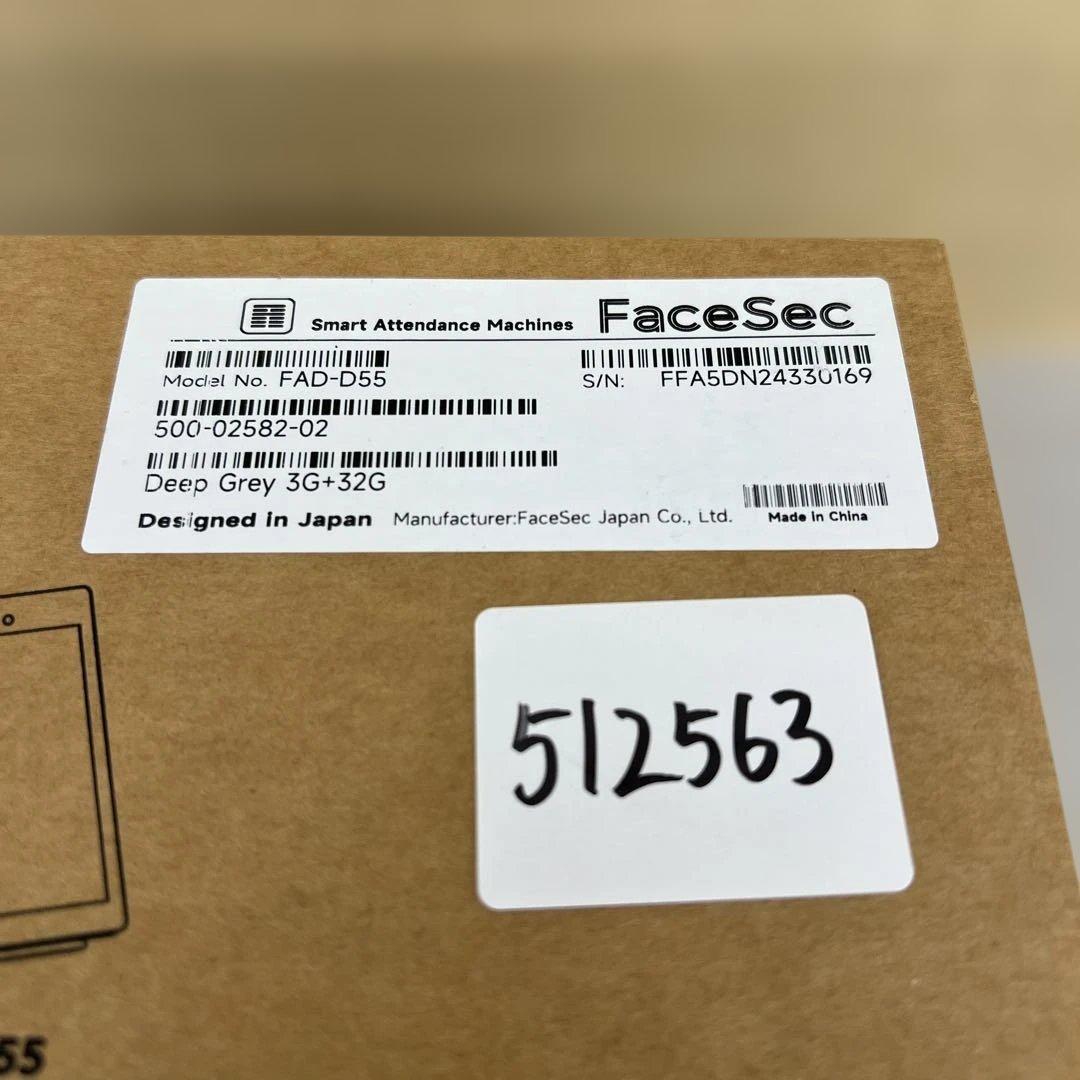 Smart Attendance Machines FaceSec
Model No. FAD-D55 S/N: FFA5DN24330169
500-02582-02
Deep Grey 3G+32G
Designed in Japan Manufacturer:FaceSec Japan Co., Ltd. Made in China
512563
55